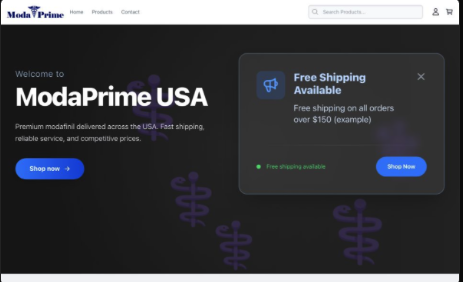 ModaPrime
Home Products Contact
Search Products...
Welcome to
ModaPrime USA
Premium modafinil delivered across the USA. Fast shipping,
reliable service, and competitive prices.
Shop now →
Free Shipping
Available
Free shipping on all orders
over $150 (example)
Free shipping available
Shop Now